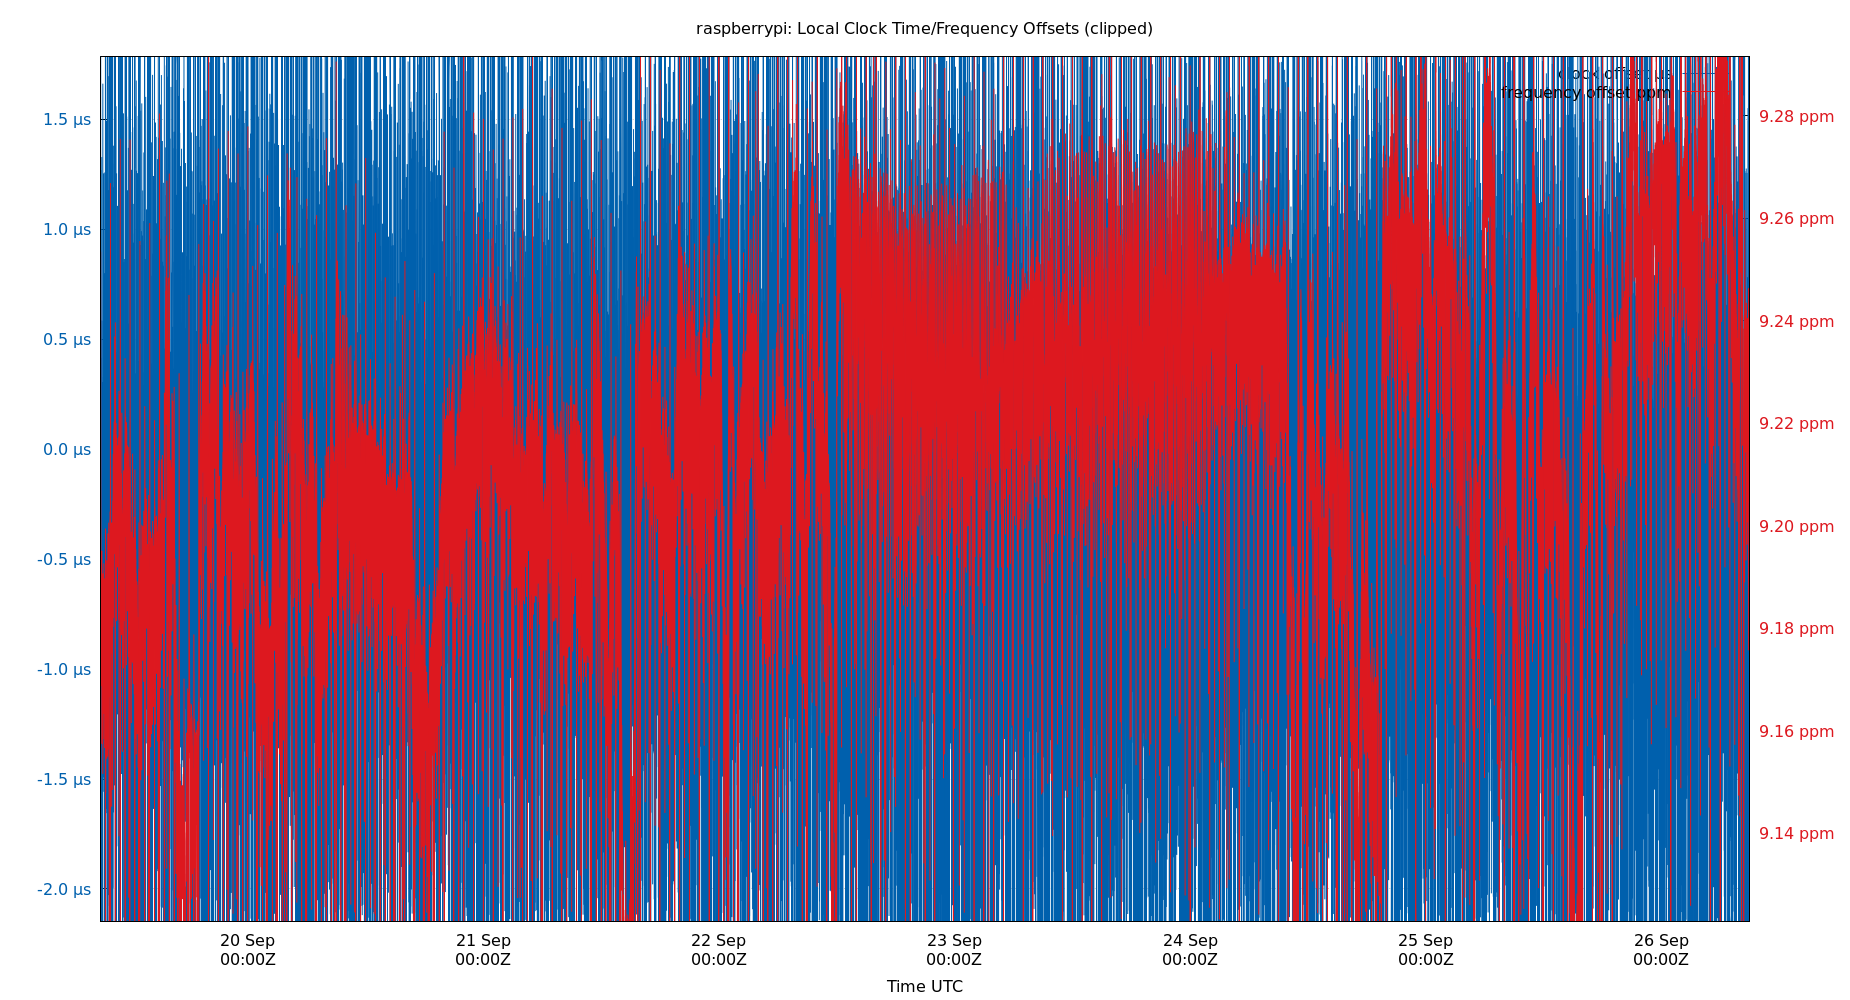 raspberrypi: Local Clock Time/Frequency Offsets (clipped)
clock offset µs
frequency offset ppm
1.5 µs
1.0 µs
0.5 µs
0.0 µs
-0.5 µs
-1.0 µs
-1.5 µs
-2.0 µs
9.28 ppm
9.26 ppm
9.24 ppm
9.22 ppm
9.20 ppm
9.18 ppm
9.16 ppm
9.14 ppm
20 Sep 21 Sep 22 Sep 23 Sep 24 Sep 25 Sep 26 Sep
00:00Z 00:00Z 00:00Z 00:00Z 00:00Z 00:00Z 00:00Z
Time UTC